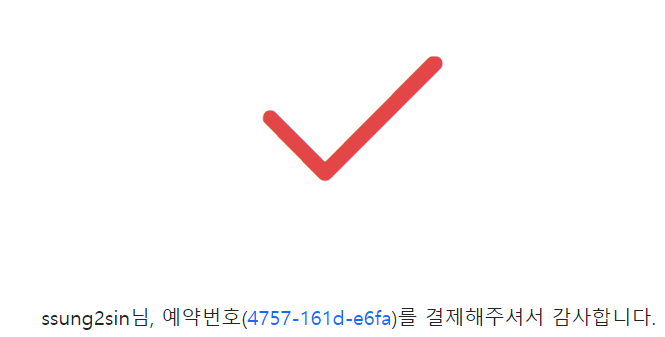 ssung2sin님, 예약번호(4757-161d-e6fa)를 결제해주셔서 감사합니다.